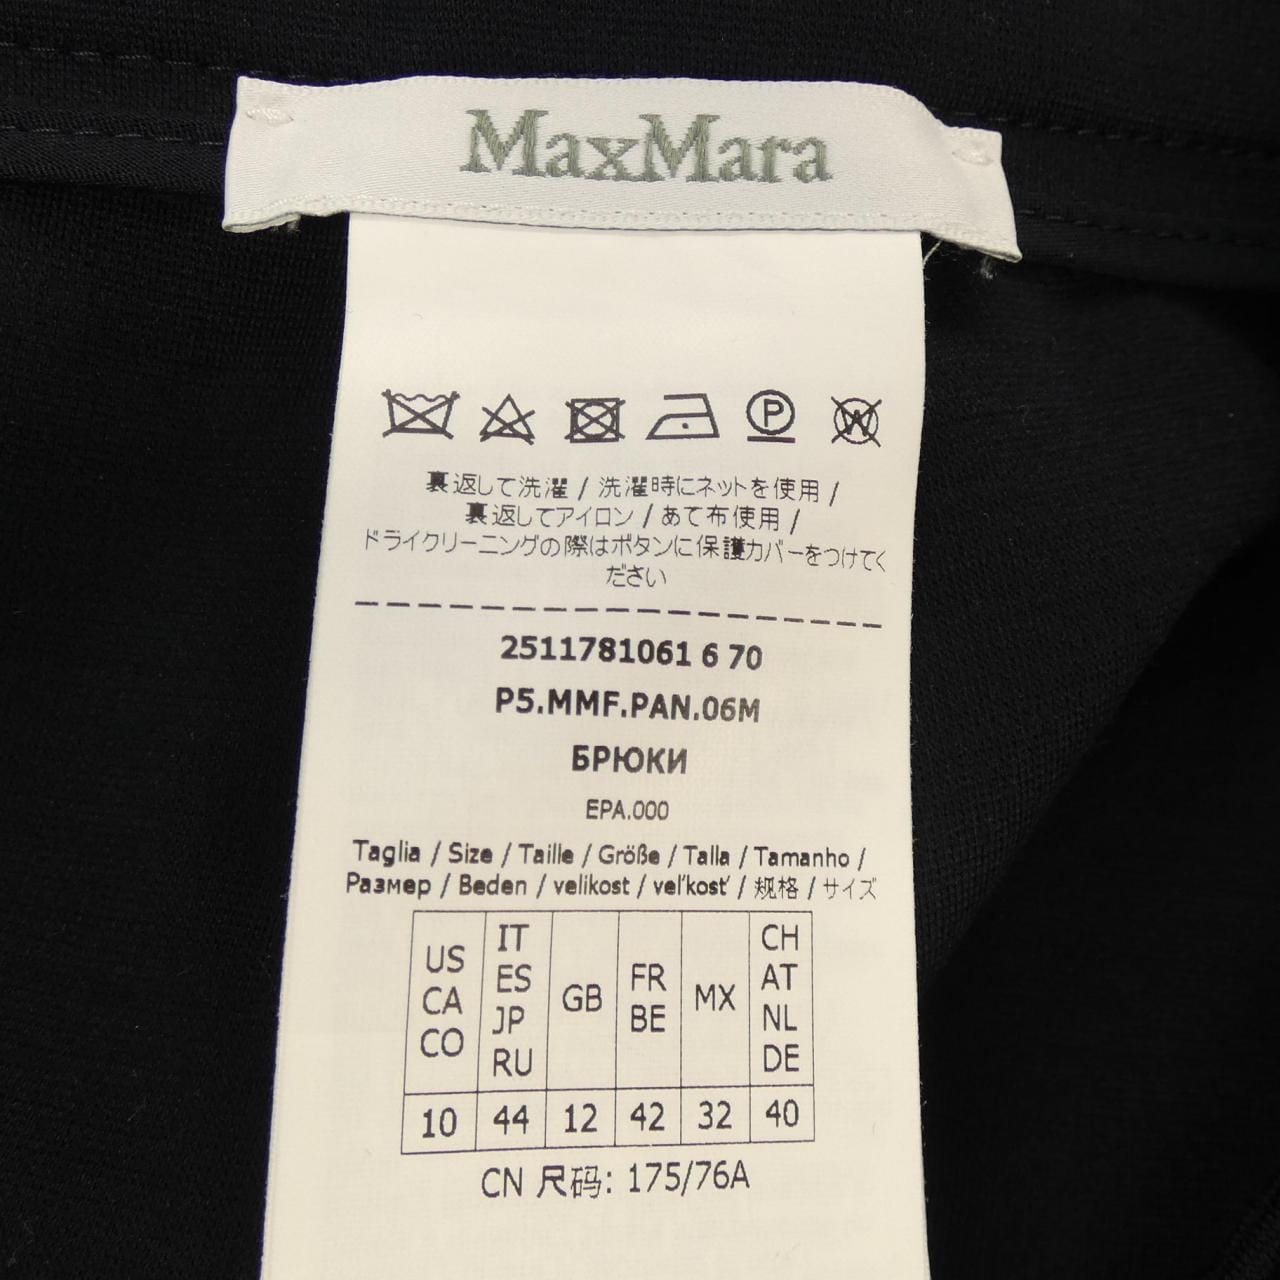 MaxMara
P
W
裏返して洗濯 / 洗濯時にネットを使用 /
裏返してアイロン / あて布使用 /
ドライクリーニングの際はボタンに保護カバーをつけてく
ださい
2511781061 6 70
P5.MMF.PAN.06M
БРЮКИ
EPA.000
Taglia / Size / Taille / Größe / Talla / Tamanho /
Размер / Beden / velikost / veľkosť / 规格 / サイズ
US CA CO
IT ES JP RU
GB
FR BE
MX
CH AT NL DE
10 44 12 42 32 40
CN 尺码: 175/76A